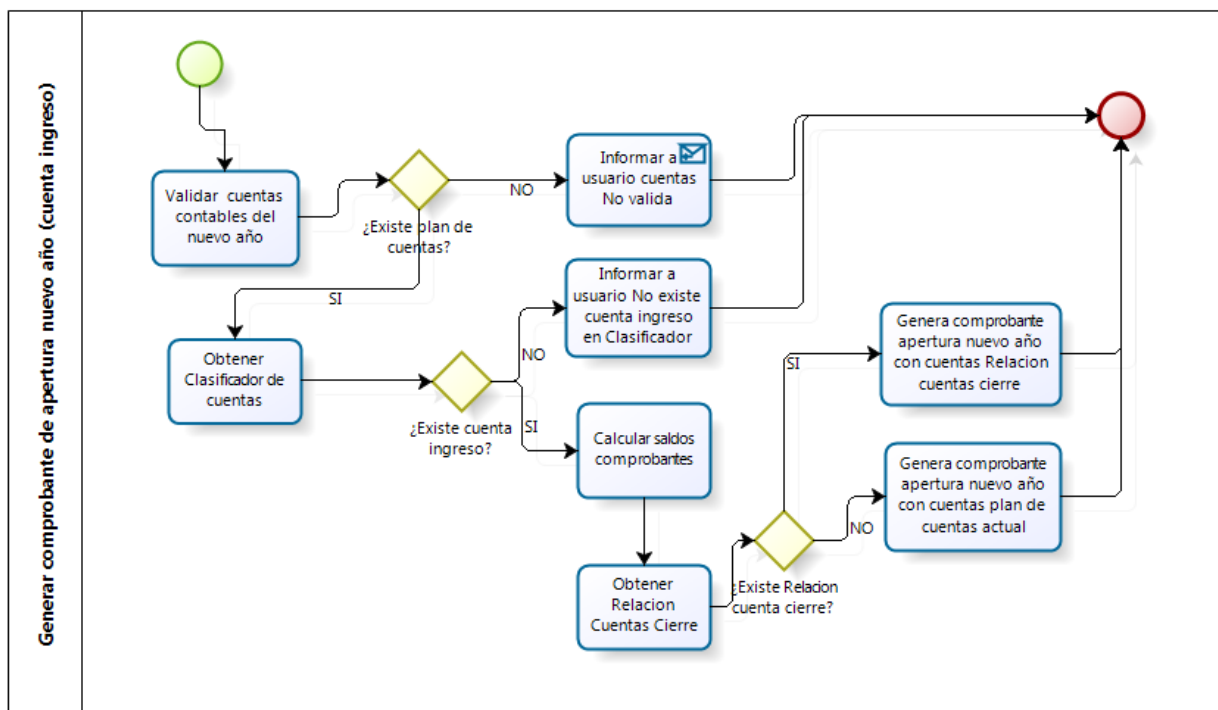 Generar comprobante de apertura nuevo año (cuenta ingreso)
Validar cuentas
contables del
nuevo año
¿Existe plan de
cuentas?
NO
Informar a
usuario cuentas
No valida
SI
Obtener
Clasificador de
cuentas
¿Existe cuenta
ingreso?
NO
Informar a
usuario No existe
cuenta ingreso
en Clasificador
SI
Calcular saldos
comprobantes
Obtener
Relacion
Cuentas Cierre
¿Existe Relacion
cuenta cierre?
SI
Genera comprobante
apertura nuevo año
con cuentas Relacion
cuentas cierre
NO
Genera comprobante
apertura nuevo año
con cuentas plan de
cuentas actual